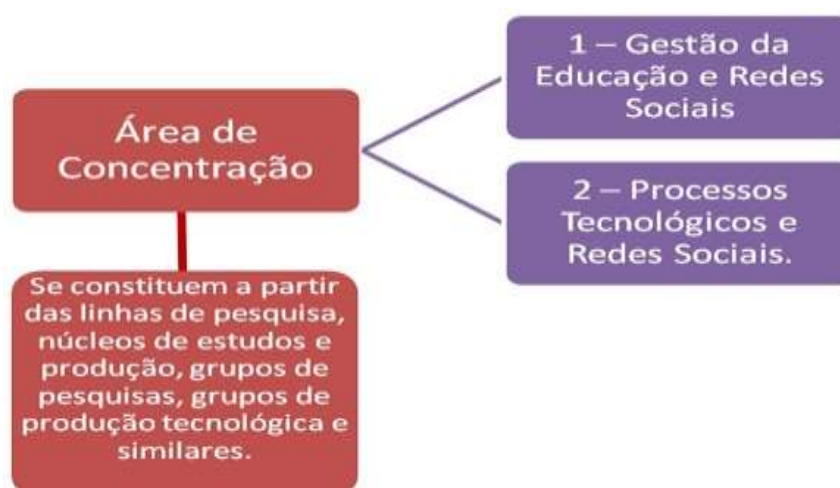 Área de
Concentração
1 – Gestão da
Educação e Redes
Sociais
2 – Processos
Tecnológicos e
Redes Sociais.
Se constituem a partir
das linhas de pesquisa,
núcleos de estudos e
produção, grupos de
pesquisas, grupos de
produção tecnológica e
similares.